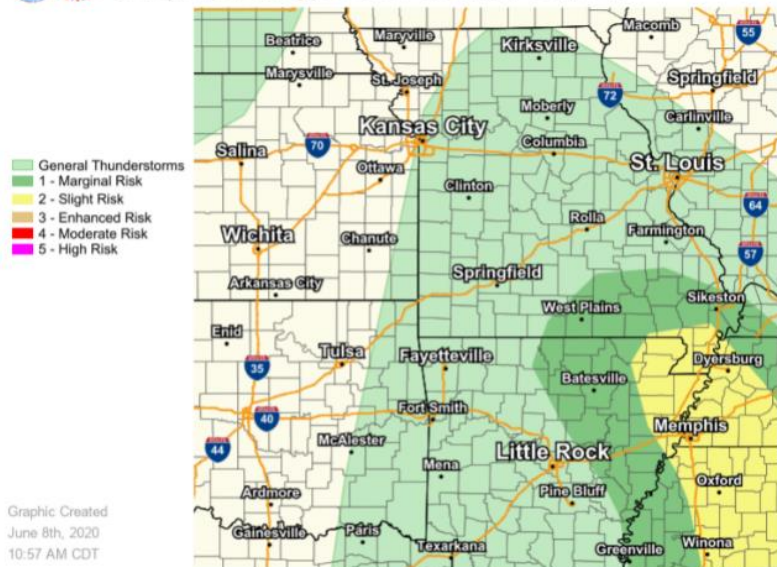 Beatrice
Maryville
Kirksville
Macomb
55
Marysville
St. Joseph
72
Springfield
Moberly
Carlinville
Kansas City
Salina
70
Columbia
St. Louis
Ottawa
Clinton
64
Rolla
Wichita
Chanute
Farmington
57
Springfield
Arkansas City
Sikeston
West Plains
Enid
Tulsa
Fayetteville
Dyersburg
35
Batesville
Fort Smith
40
Memphis
44
McAlester
Little Rock
Mena
Oxford
Ardmore
Pine Bluff
Gainesville
Paris
Texarkana
Greenville
Winona
General Thunderstorms
1 - Marginal Risk
2 - Slight Risk
3 - Enhanced Risk
4 - Moderate Risk
5 - High Risk
Graphic Created
June 8th, 2020
10:57 AM CDT